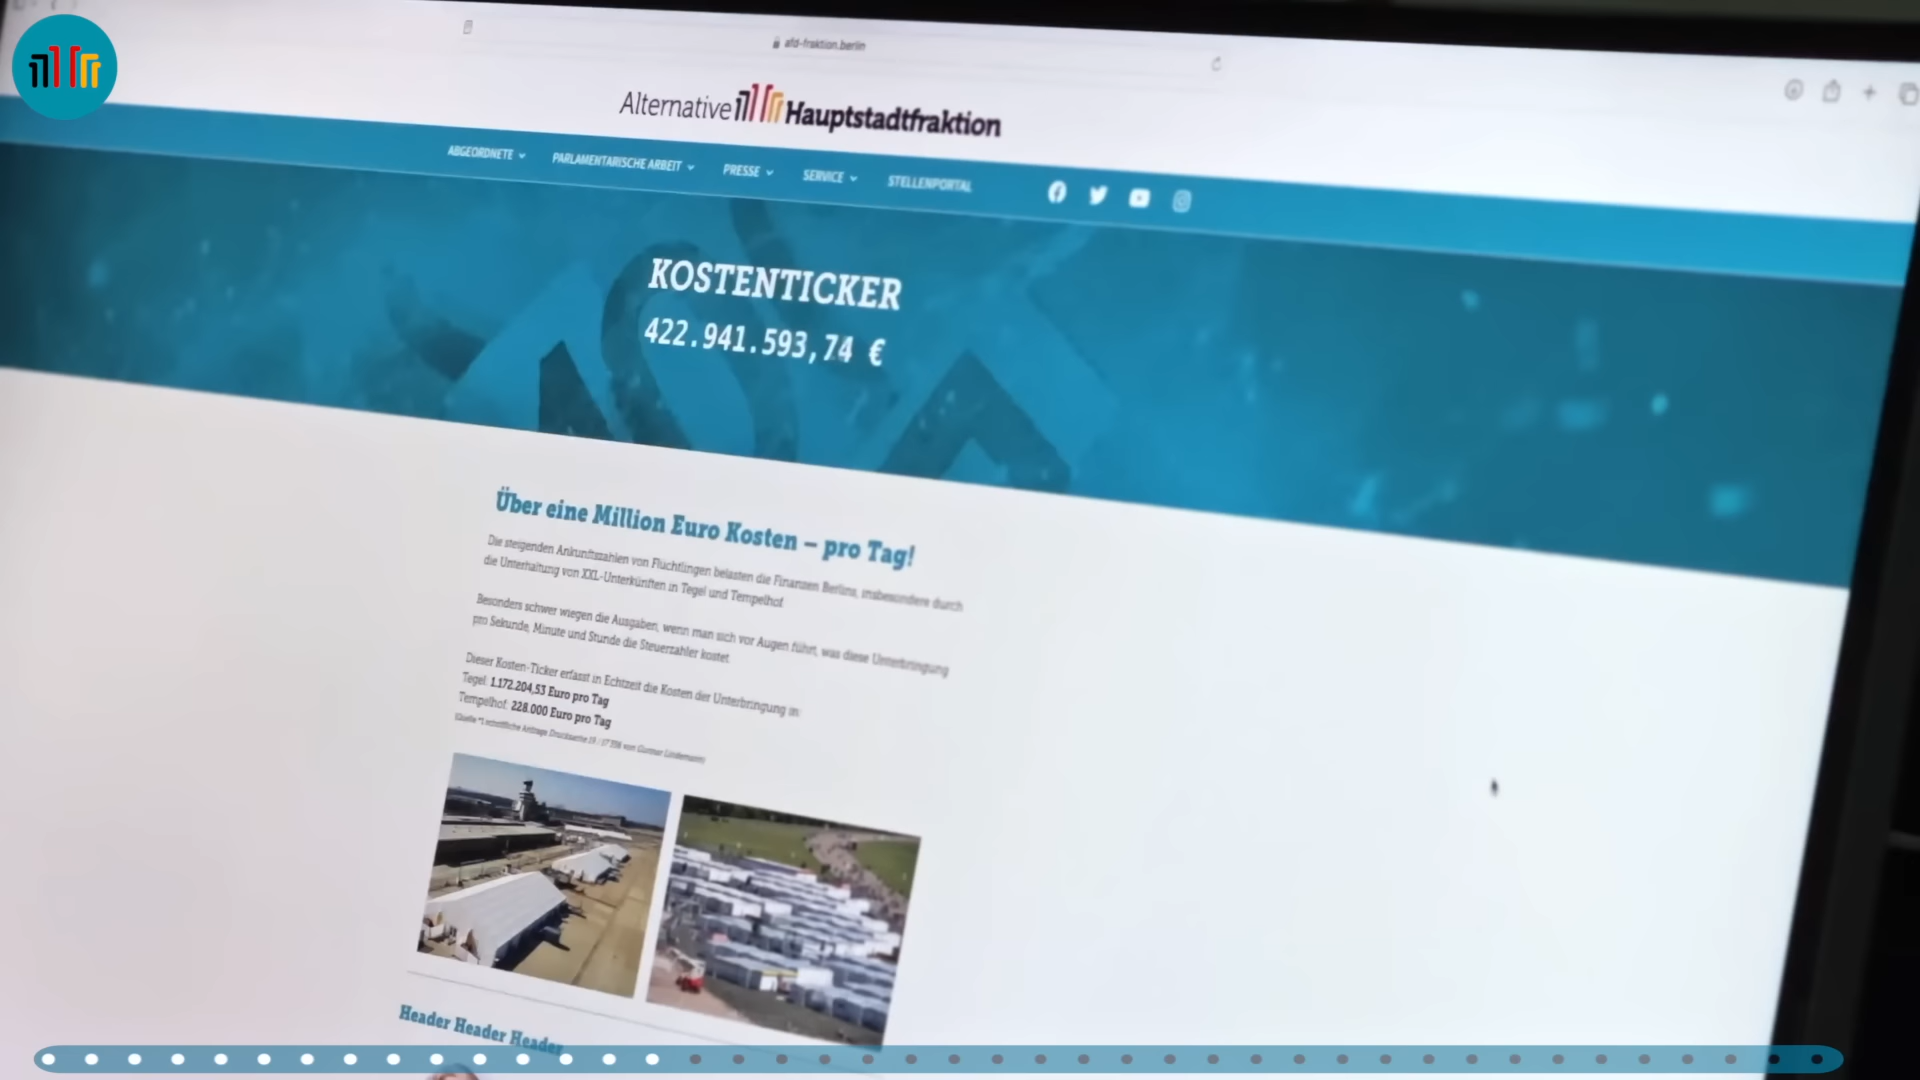 afd-fraktion.berlin
Alternative Hauptstadtfraktion
ABGEORDNETE
PARLAMENTARISCHE ARBEIT
PRESSE
SERVICE
STELLENPORTAL
KOSTENTICKER
422.941.593,74 €
Über eine Million Euro Kosten – pro Tag!
Die steigenden Ankunftszahlen von Flüchtlingen belasten die Finanzen Berlins, insbesondere durch
die Unterhaltung von XXL-Unterkünften in Tegel und Tempelhof
Besonders schwer wiegen die Ausgaben, wenn man sich vor Augen führt, was diese Unterbringung
pro Sekunde, Minute und Stunde die Steuerzahler kostet
Dieser Kosten-Ticker erfasst in Echtzeit die Kosten der Unterbringung in:
Tegel: 1.172.204,53 Euro pro Tag
Tempelhof: 228.000 Euro pro Tag
Header Header Header